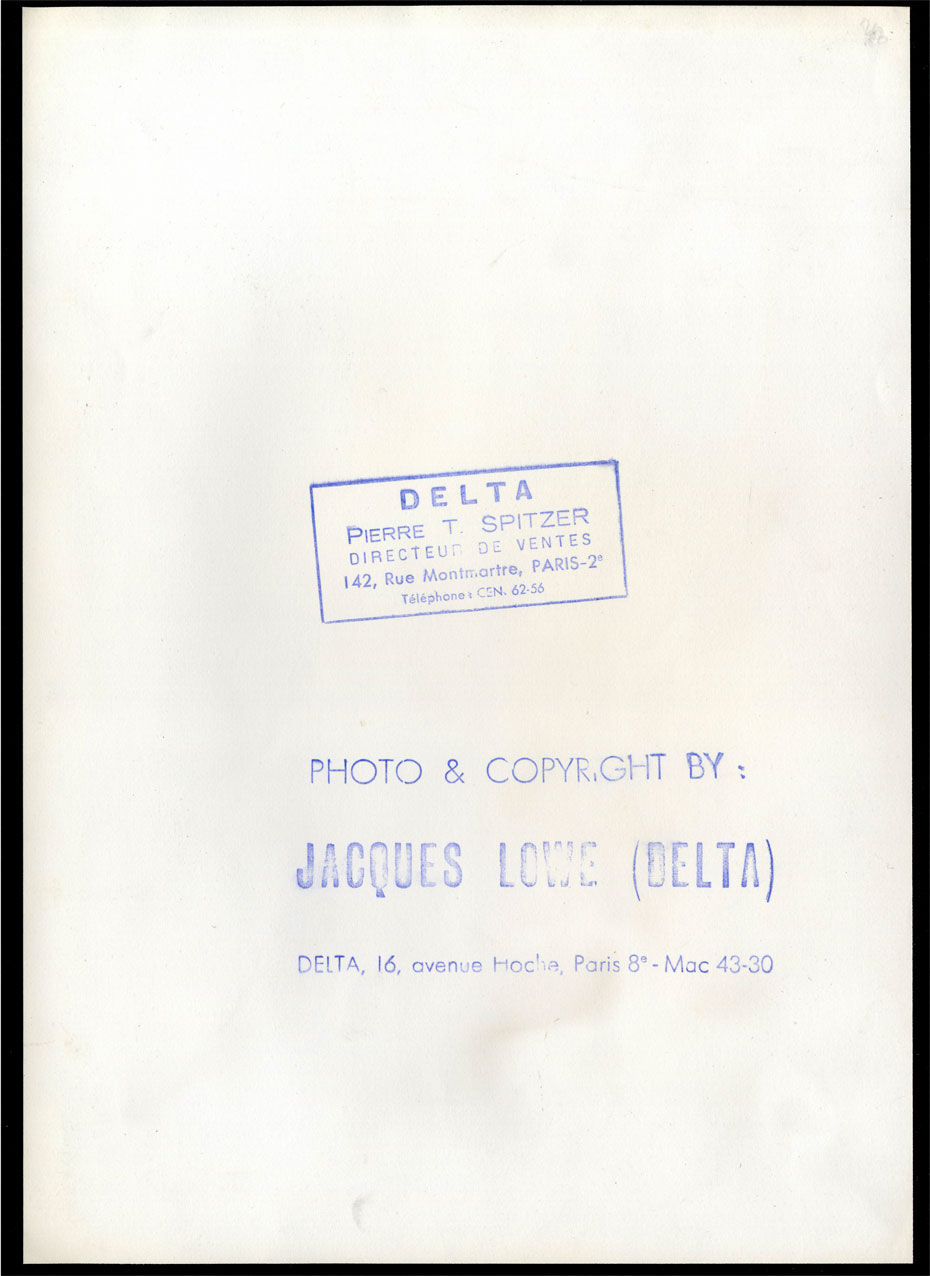 DELTA
PIERRE T. SPITZER
DIRECTEUR DE VENTES
142, Rue Montmartre, PARIS-2e
Téléphone : CEN. 62-56
PHOTO & COPYRIGHT BY :
JACQUES LOWE (DELTA)
DELTA, 16, avenue Hoche, Paris 8e - Mac 43-30